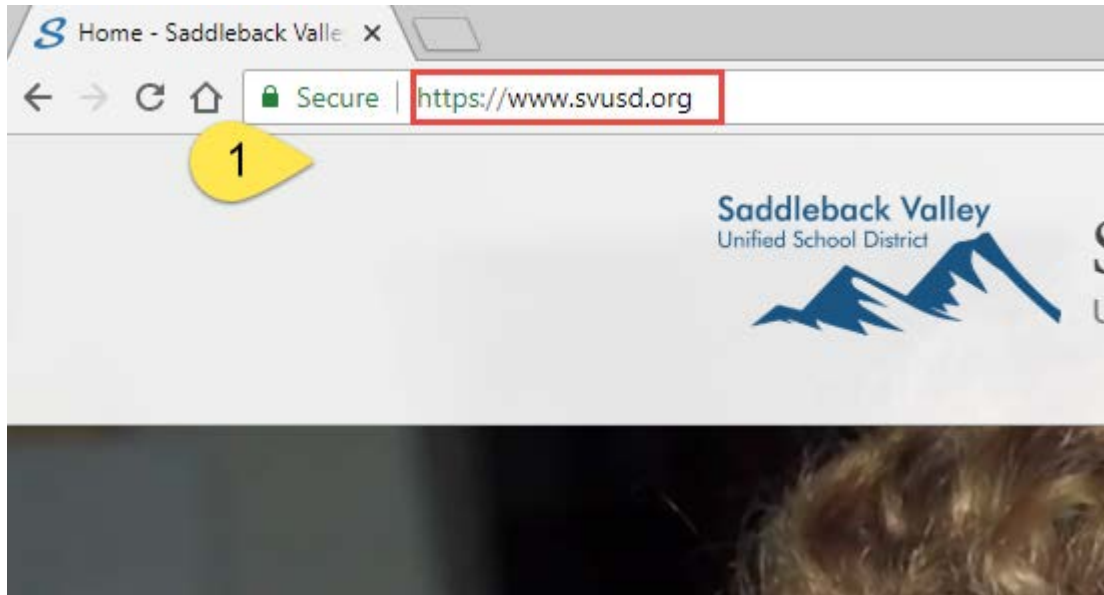 S Home - Saddleback Valle
Secure | https://www.svusd.org
1
Saddleback Valley
Unified School District